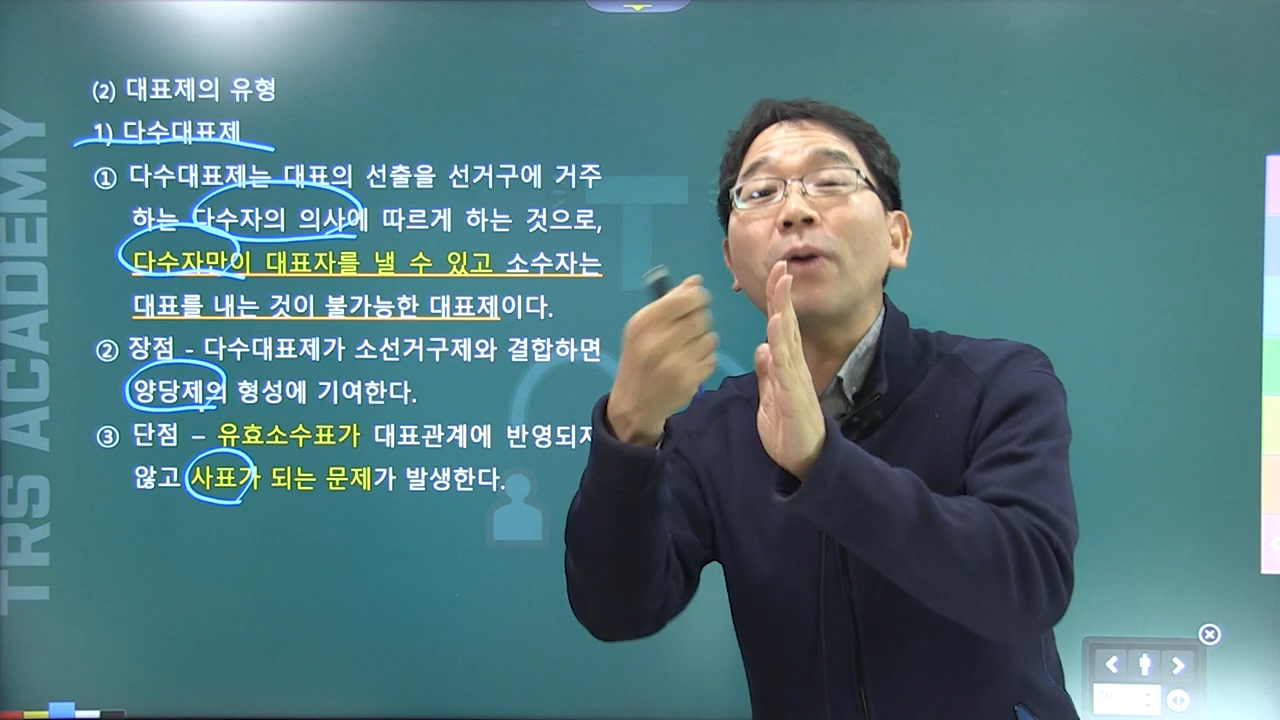 (2) 대표제의 유형
1) 다수대표제
① 다수대표제는 대표의 선출을 선거구에 거주
하는 다수자의 의사에 따르게 하는 것으로,
다수자만이 대표자를 낼 수 있고 소수자는
대표를 내는 것이 불가능한 대표제이다.
② 장점 - 다수대표제가 소선거구제와 결합하면
양당제의 형성에 기여한다.
③ 단점 – 유효소수표가 대표관계에 반영되지
않고 사표가 되는 문제가 발생한다.
TRS ACADEMY